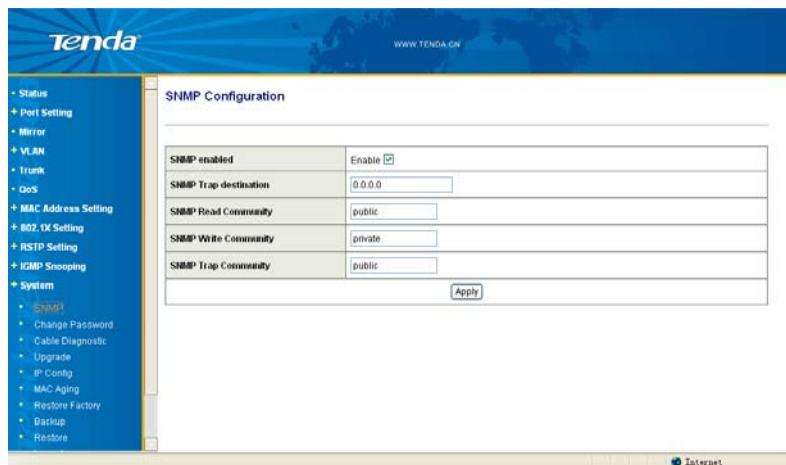 Tenda
WWW.TENDA.CN
Status
+ Port Setting
Mirror
+ VLAN
Trunk
QoS
+ MAC Address Setting
+ 802.1X Setting
+ RSTP Setting
+ IGMP Snooping
+ System
SNMP
Change Password
Cable Diagnostic
Upgrade
IP Config
MAC Aging
Restore Factory
Backup
Restore
SNMP Configuration
SNMP enabled Enable
SNMP Trap destination 0.0.0.0
SNMP Read Community public
SNMP Write Community private
SNMP Trap Community public
Apply
Internet